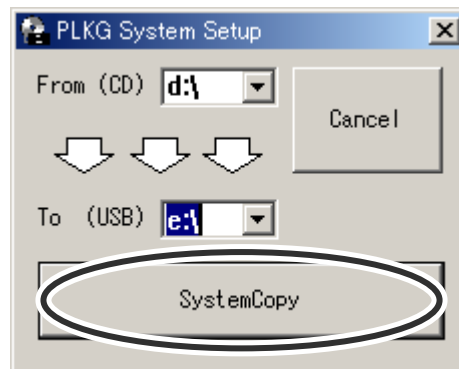 PLKG System Setup
From (CD) d:\
Cancel
To (USB) e:\
SystemCopy